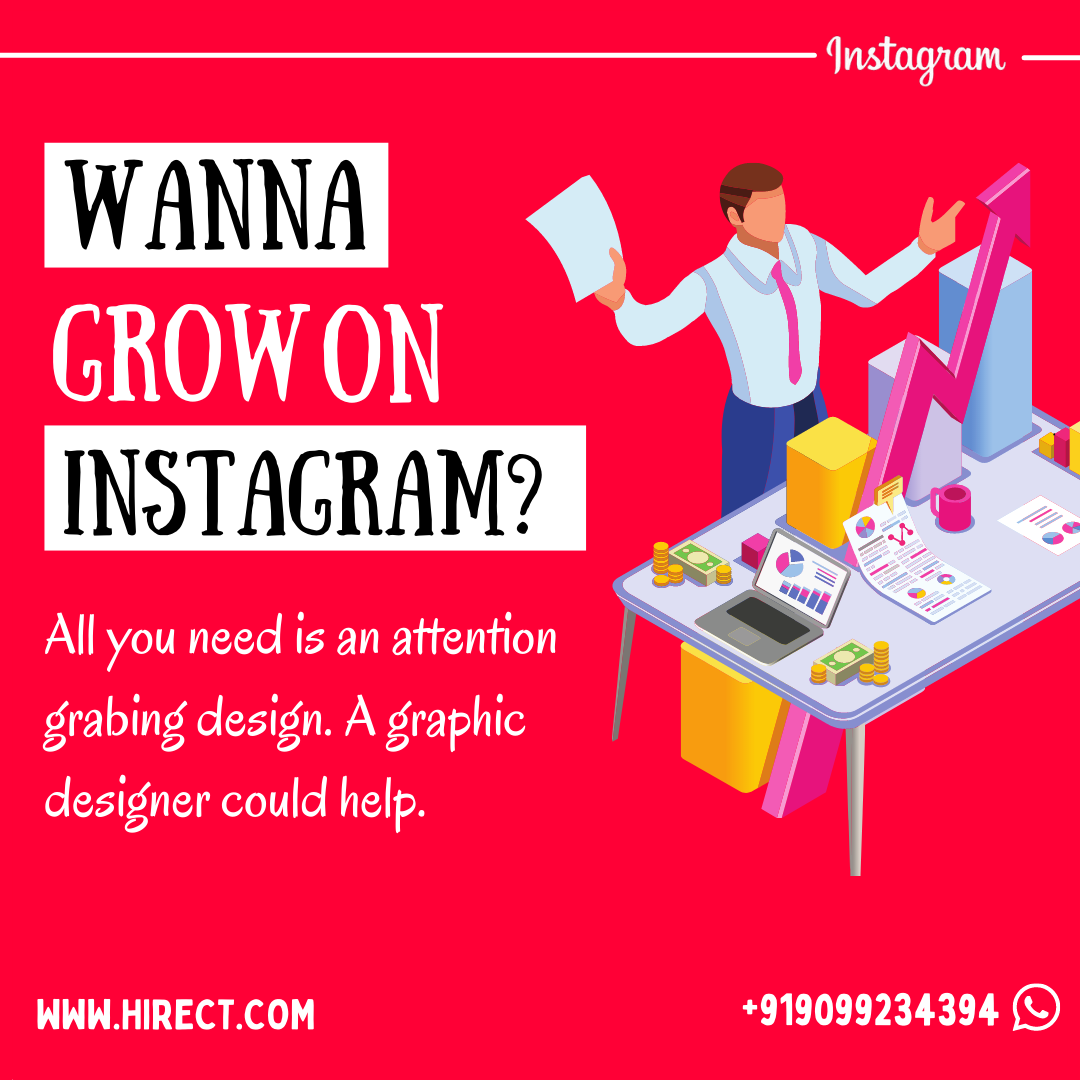 Instagram
WANNA
GROW ON
INSTAGRAM?
All you need is an attention
grabing design. A graphic
designer could help.
WWW.HIRECT.COM
+919099234394